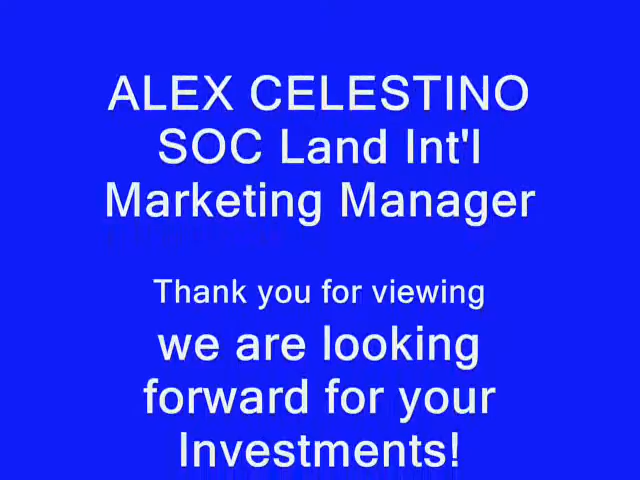 ALEX CELESTINO
SOC Land Int'l
Marketing Manager
Thank you for viewing
we are looking
forward for your
Investments!